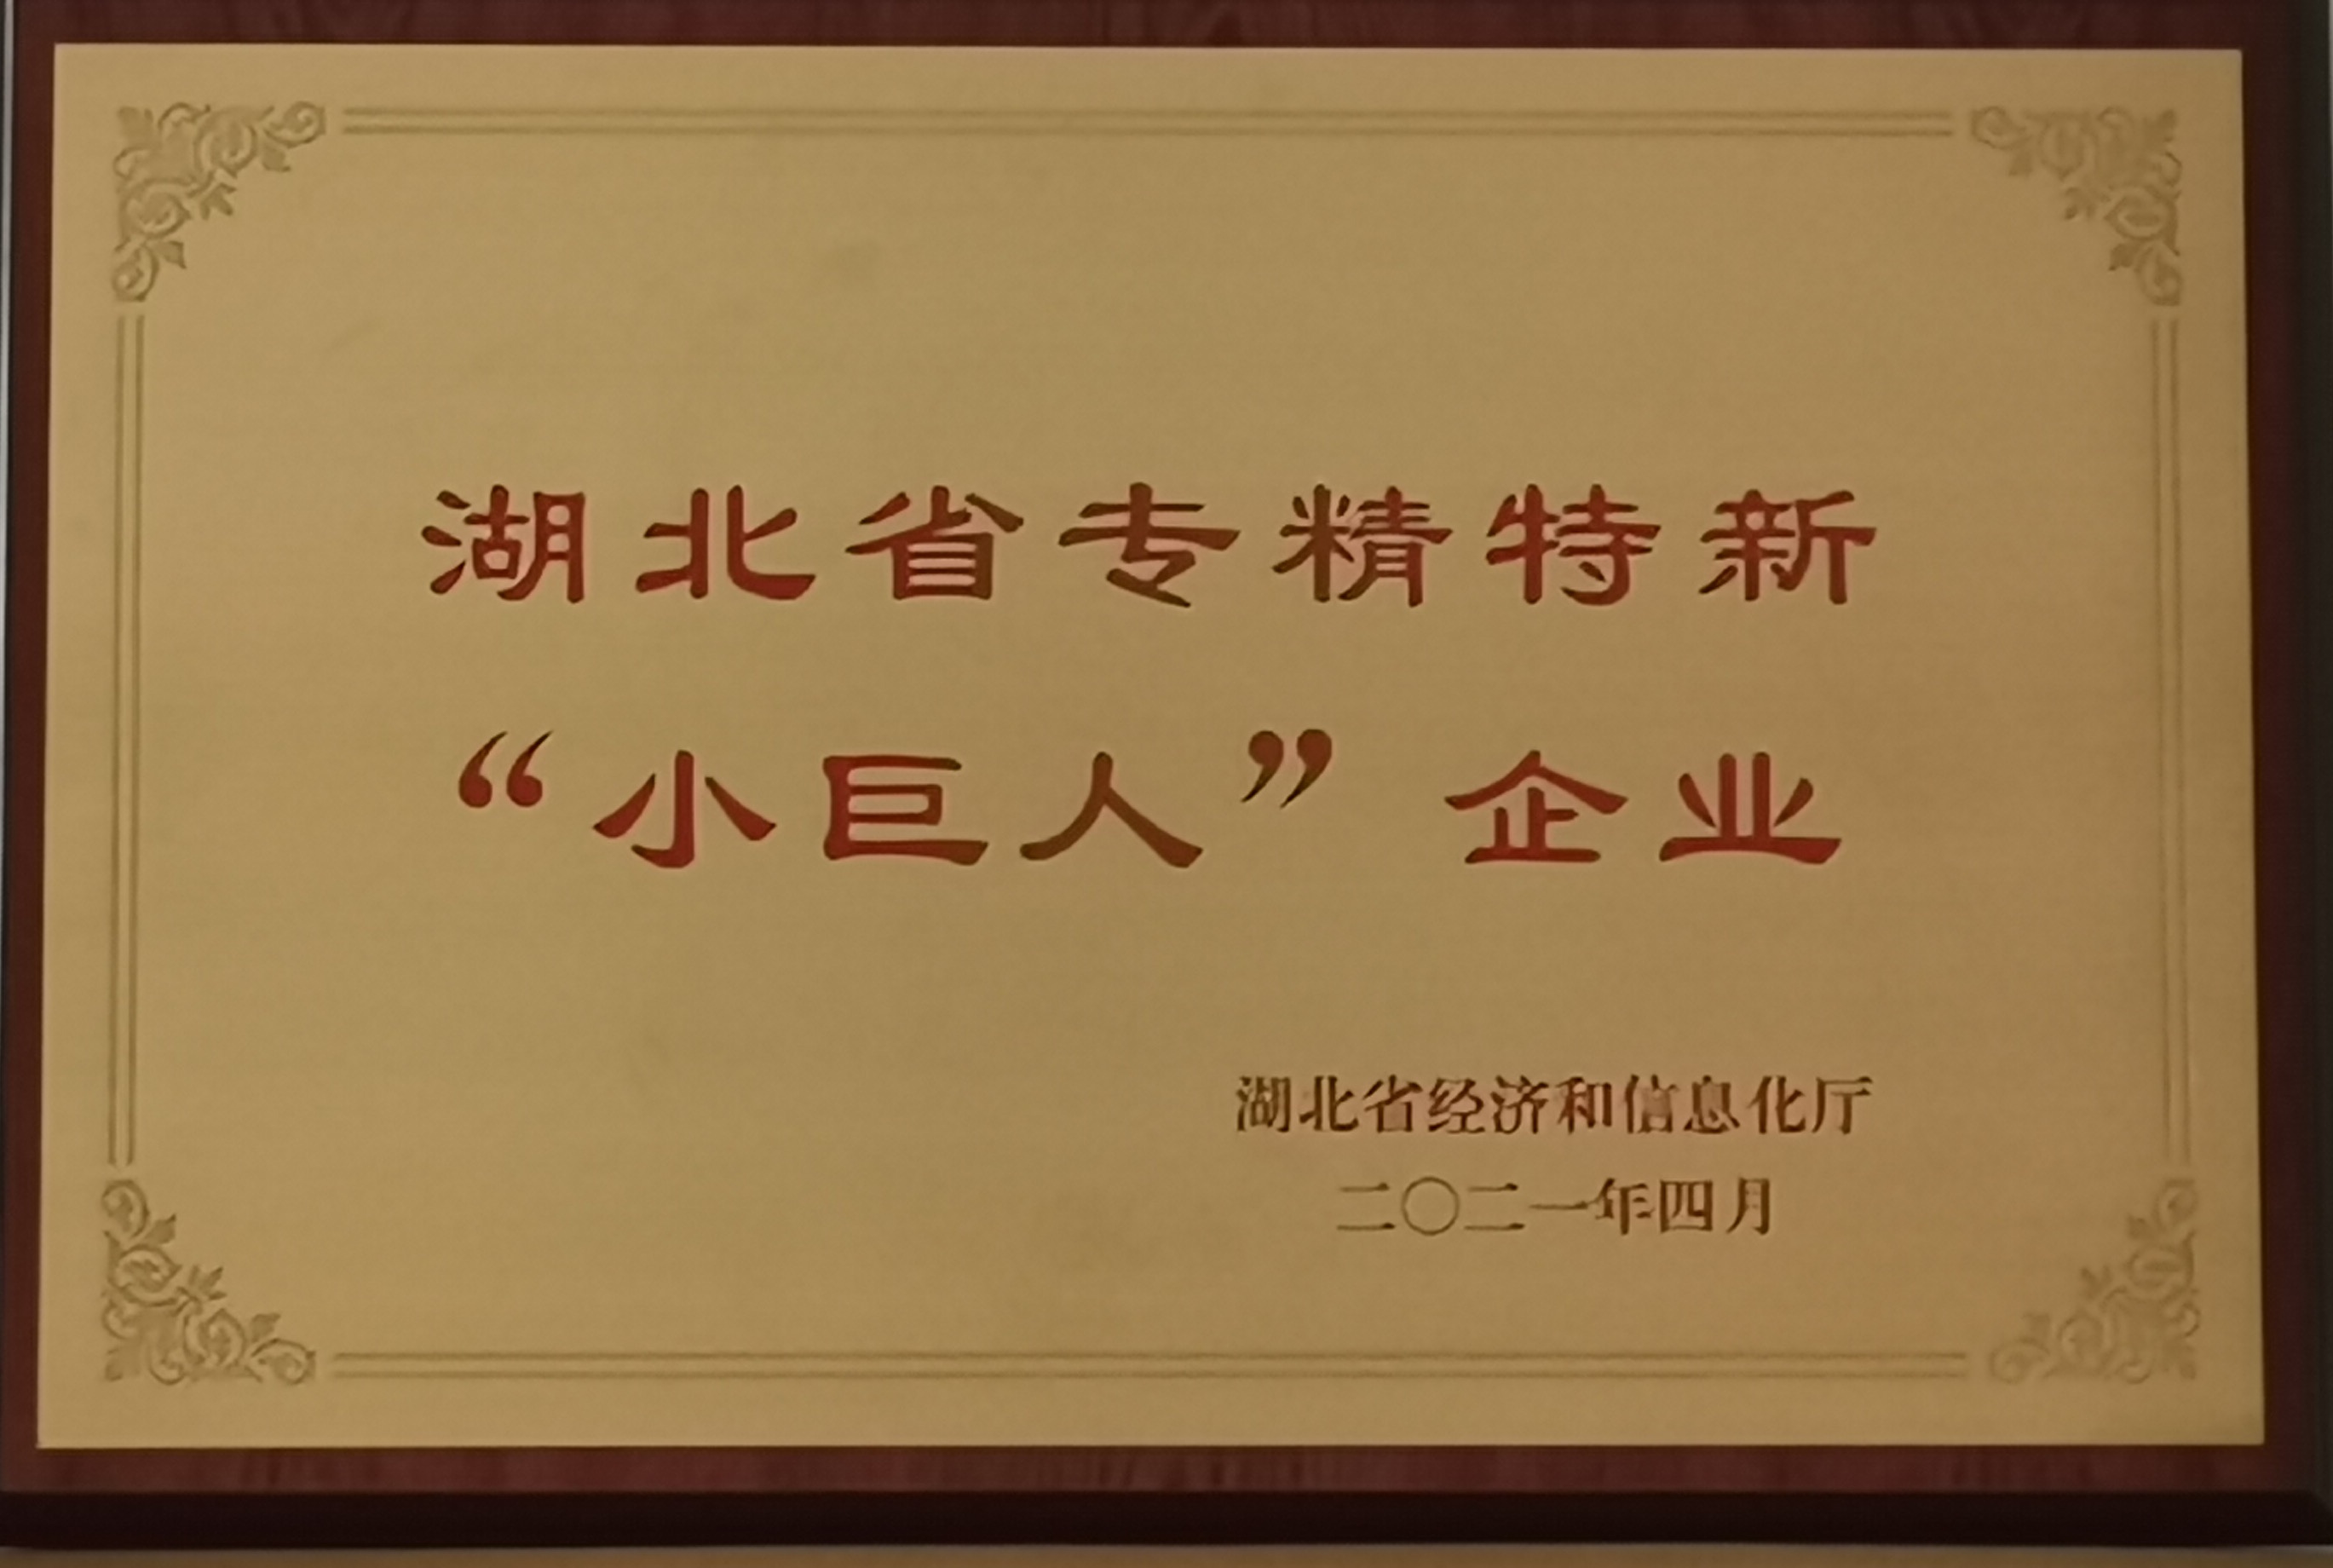 湖北省专精特新
“小巨人”企业
湖北省经济和信息化厅
二〇二一年四月